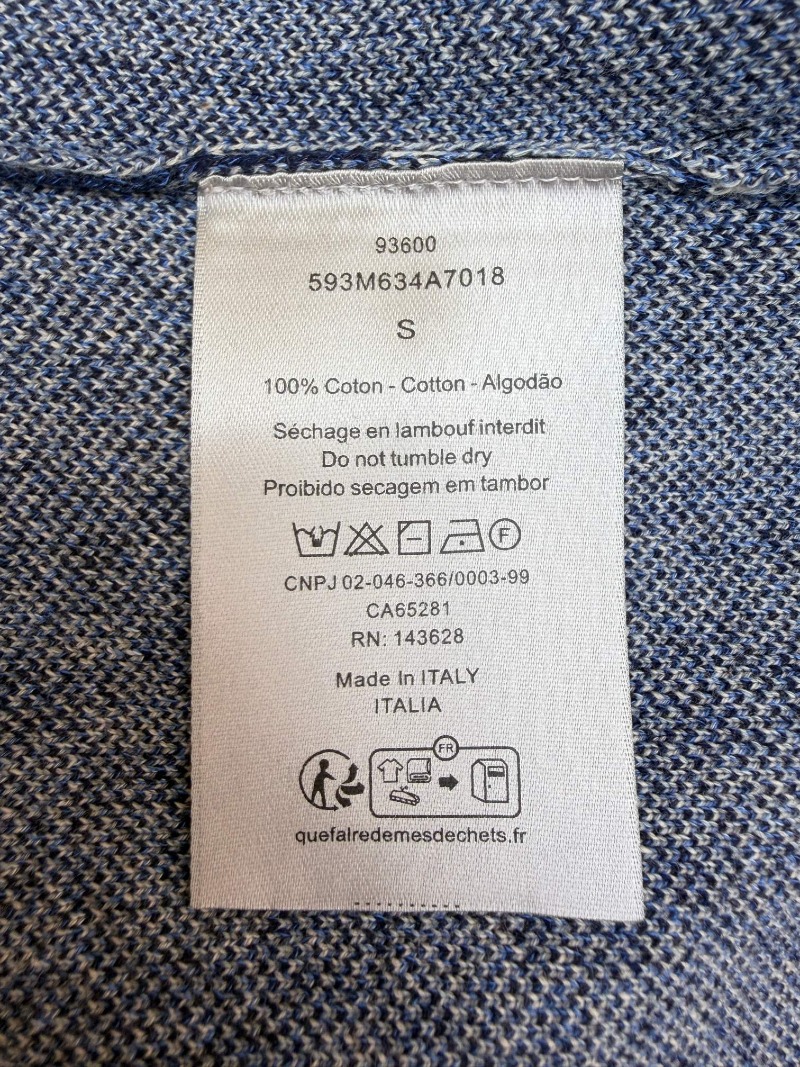 93600
593M634A7018
S
100% Coton - Cotton - Algodão
Séchage en lambouf interdit
Do not tumble dry
Proibido secagem em tambor
F
CNPJ 02-046-366/0003-99
CA65281
RN: 143628
Made In ITALY
ITALIA
FR
quefalredemesdechets.fr